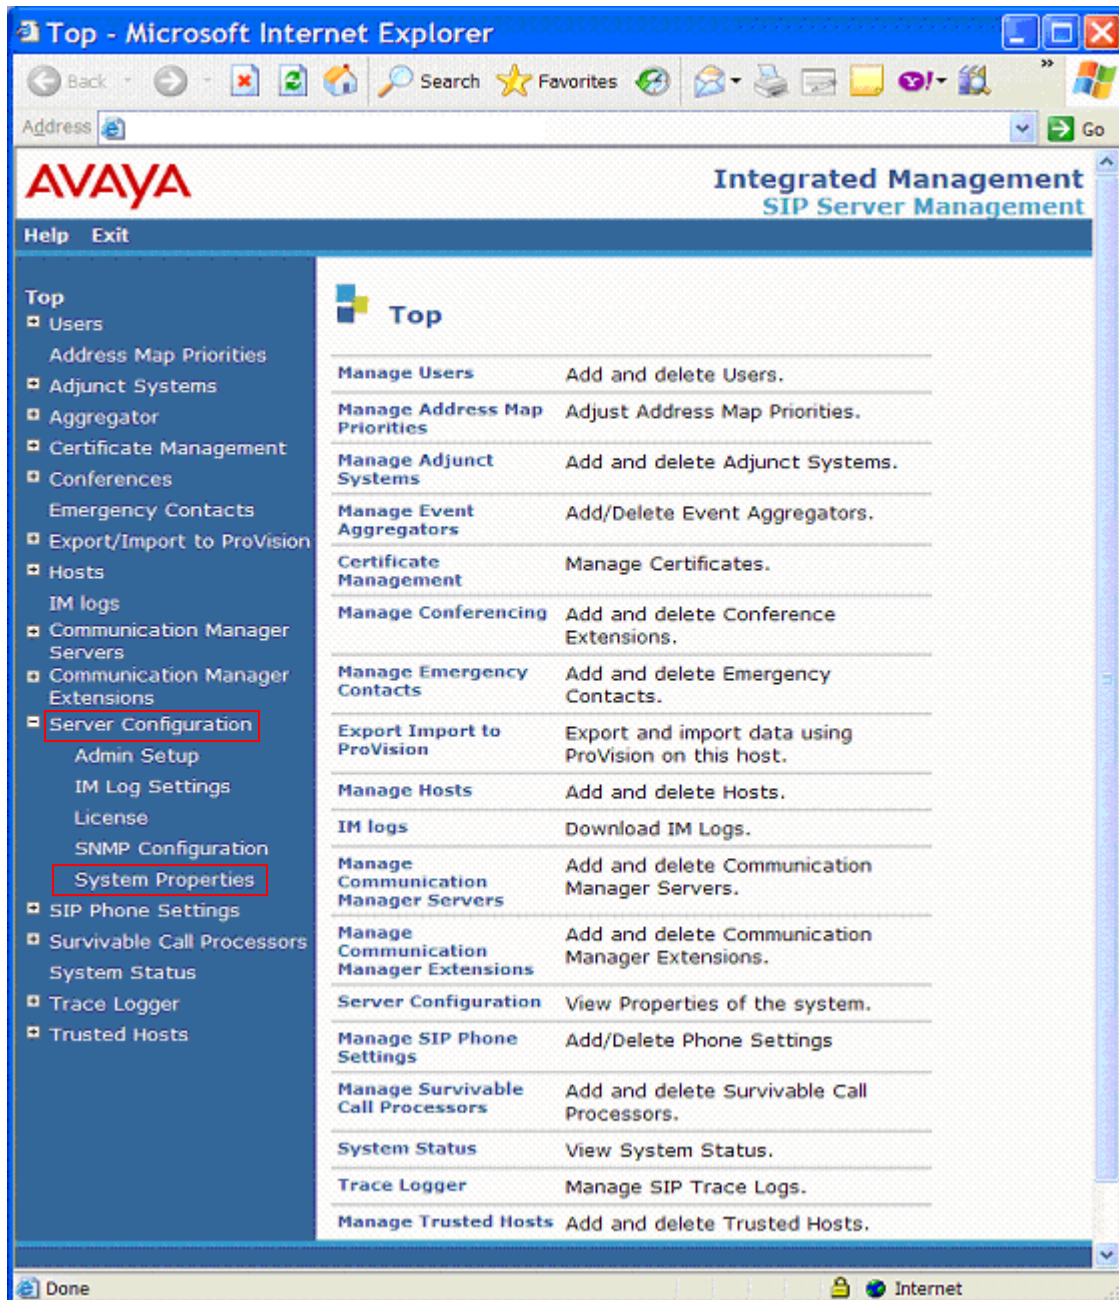 Top - Microsoft Internet Explorer
Back
Search
Favorites
Address
Go
AVAYA
Integrated Management
SIP Server Management
Help Exit
Top
Users
Address Map Priorities
Adjunct Systems
Aggregator
Certificate Management
Conferences
Emergency Contacts
Export/Import to ProVision
Hosts
IM logs
Communication Manager
Servers
Communication Manager
Extensions
Server Configuration
Admin Setup
IM Log Settings
License
SNMP Configuration
System Properties
SIP Phone Settings
Survivable Call Processors
System Status
Trace Logger
Trusted Hosts
Top
Manage Users Add and delete Users.
Manage Address Map Adjust Address Map Priorities.
Priorities
Manage Adjunct Add and delete Adjunct Systems.
Systems
Manage Event Add/Delete Event Aggregators.
Aggregators
Certificate Manage Certificates.
Management
Manage Conferencing Add and delete Conference
Extensions.
Manage Emergency Add and delete Emergency
Contacts Contacts.
Export Import to Export and import data using
ProVision ProVision on this host.
Manage Hosts Add and delete Hosts.
IM logs Download IM Logs.
Manage Add and delete Communication
Communication Manager Servers.
Manager Servers
Manage Add and delete Communication
Communication Manager Extensions.
Manager Extensions
Server Configuration View Properties of the system.
Manage SIP Phone Add/Delete Phone Settings
Settings
Manage Survivable Add and delete Survivable Call
Call Processors Processors.
System Status View System Status.
Trace Logger Manage SIP Trace Logs.
Manage Trusted Hosts Add and delete Trusted Hosts.
Done
Internet